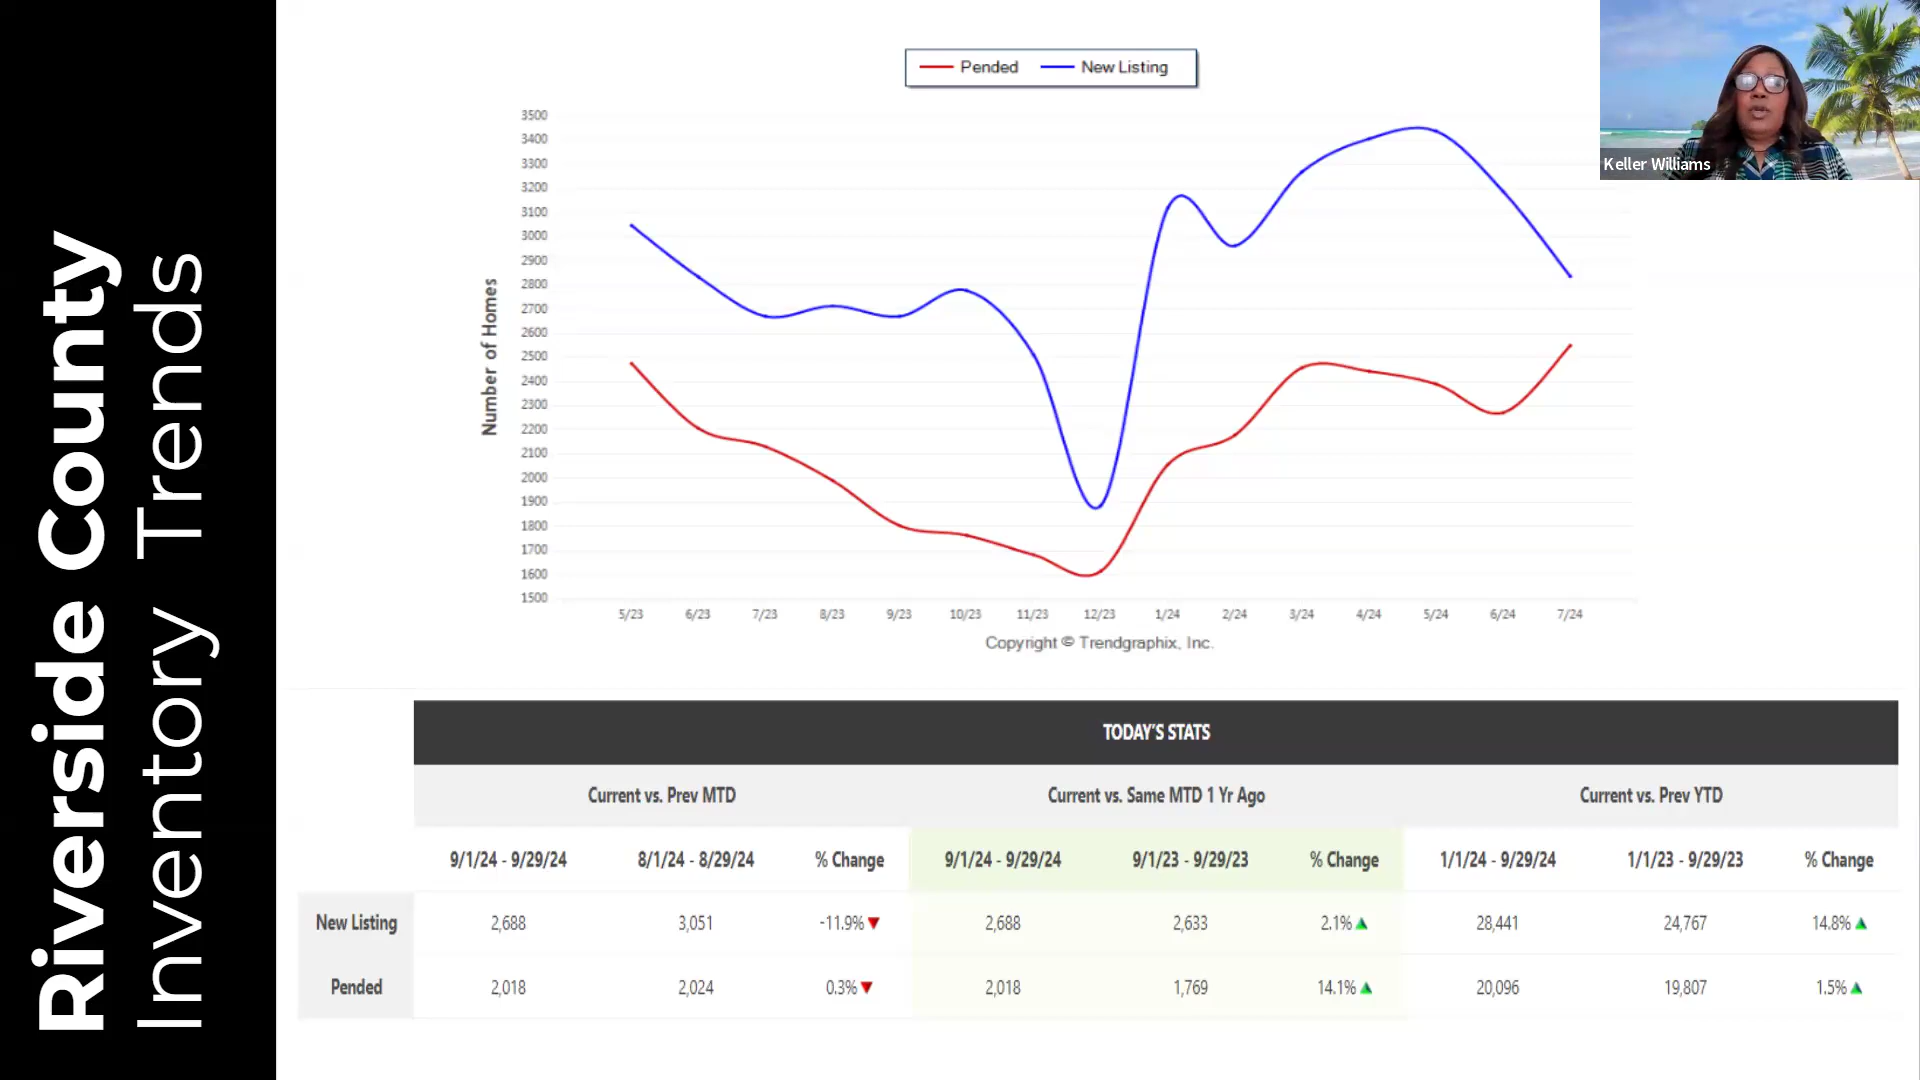 Riverside County
Inventory Trends
Pended New Listing
Keller Williams
Number of Homes
3500
3400
3300
3200
3100
3000
2900
2800
2700
2600
2500
2400
2300
2200
2100
2000
1900
1800
1700
1600
1500
5/23 6/23 7/23 8/23 9/23 10/23 11/23 12/23 1/24 2/24 3/24 4/24 5/24 6/24 7/24
Copyright © Trendgraphix, Inc.
TODAY'S STATS
Current vs. Prev MTD Current vs. Same MTD 1 Yr Ago Current vs. Prev YTD
9/1/24 - 9/29/24 8/1/24 - 8/29/24 % Change 9/1/24 - 9/29/24 9/1/23 - 9/29/23 % Change 1/1/24 - 9/29/24 1/1/23 - 9/29/23 % Change
New Listing 2,688 3,051 -11.9% 2,688 2,633 2.1% 28,441 24,767 14.8%
Pended 2,018 2,024 0.3% 2,018 1,769 14.1% 20,096 19,807 1.5%